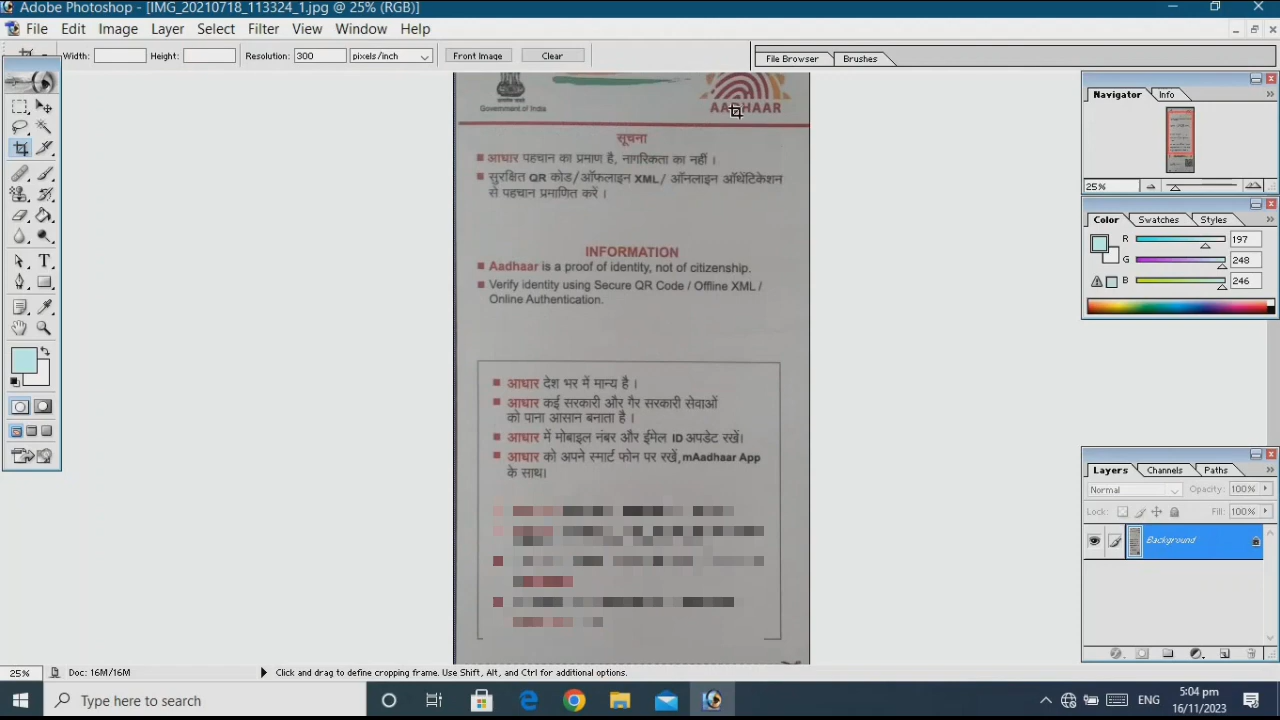 Adobe Photoshop - [IMG_20210718_113324_1.jpg @ 25% (RGB)]
File Edit Image Layer Select Filter View Window Help
Width: Height: Resolution: 300 pixels/inch Front Image Clear File Browser Brushes
Government of India
AADHAAR
सूचना
आधार पहचान का प्रमाण है, नागरिकता का नहीं ।
सुरक्षित QR कोड/ऑफलाइन XML/ ऑनलाइन ऑथेंटिकेशन
से पहचान प्रमाणित करें ।
INFORMATION
Aadhaar is a proof of identity, not of citizenship.
Verify identity using Secure QR Code / Offline XML /
Online Authentication.
आधार देश भर में मान्य है ।
आधार कई सरकारी और गैर सरकारी सेवाओं
को पाना आसान बनाता है ।
आधार में मोबाइल नंबर और ईमेल ID अपडेट रखें।
आधार को अपने स्मार्ट फोन पर रखें, mAadhaar App
के साथ।
Navigator Info
25%
Color Swatches Styles
R 197
G 248
B 246
Layers Channels Paths
Normal Opacity: 100%
Lock: Fill: 100%
Background
25% Doc: 16M/16M Click and drag to define cropping frame. Use Shift, Alt, and Ctrl for additional options.
Type here to search
ENG
5:04 pm
16/11/2023